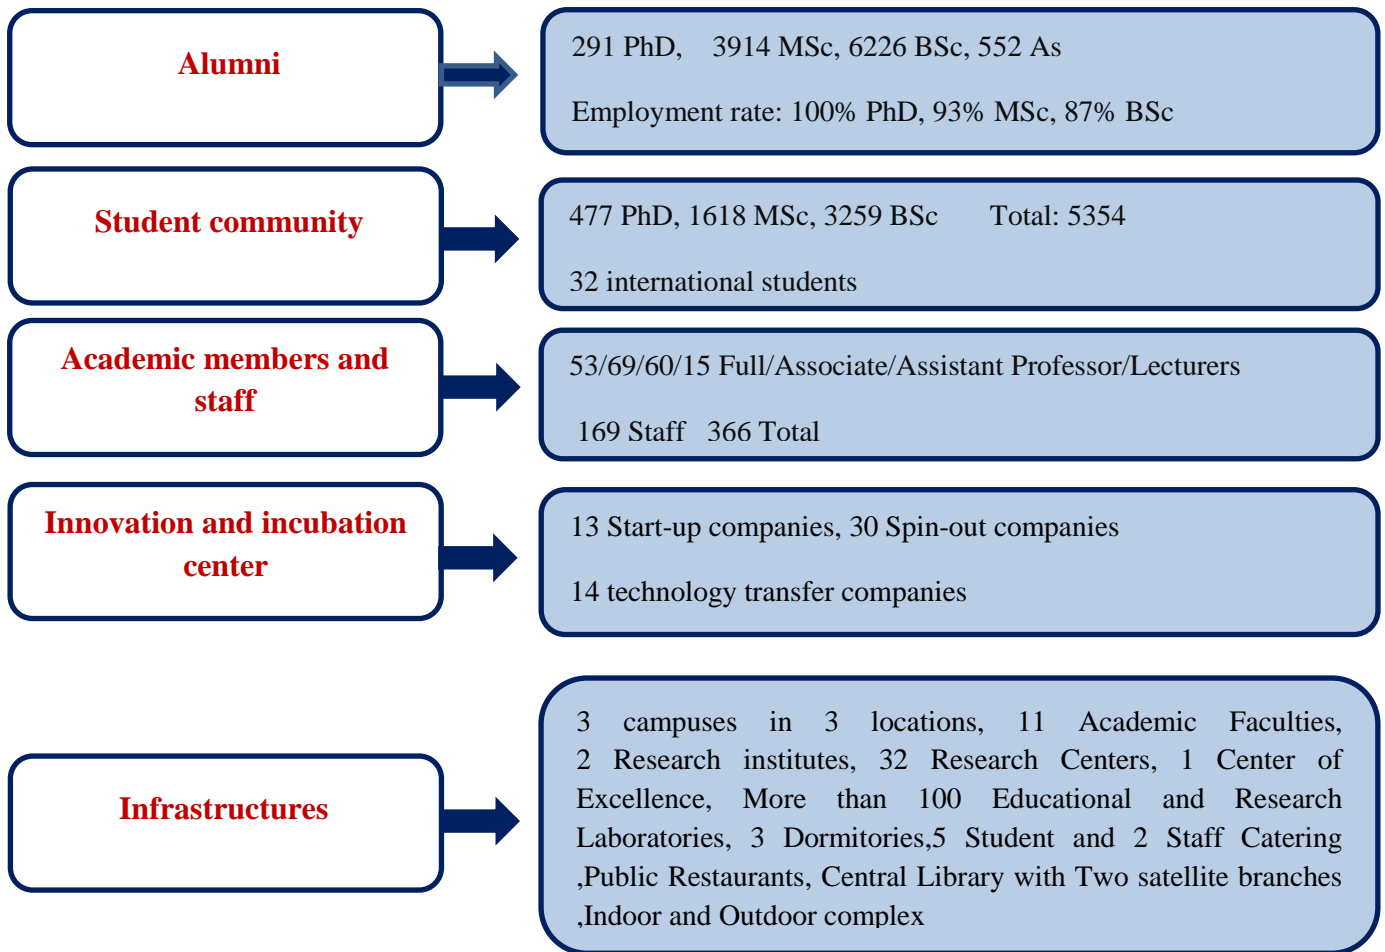 Alumni
291 PhD, 3914 MSc, 6226 BSc, 552 As
Employment rate: 100% PhD, 93% MSc, 87% BSc
Student community
477 PhD, 1618 MSc, 3259 BSc Total: 5354
32 international students
Academic members and
staff
53/69/60/15 Full/Associate/Assistant Professor/Lecturers
169 Staff 366 Total
Innovation and incubation
center
13 Start-up companies, 30 Spin-out companies
14 technology transfer companies
Infrastructures
3 campuses in 3 locations, 11 Academic Faculties,
2 Research institutes, 32 Research Centers, 1 Center of
Excellence, More than 100 Educational and Research
Laboratories, 3 Dormitories,5 Student and 2 Staff Catering
,Public Restaurants, Central Library with Two satellite branches
,Indoor and Outdoor complex